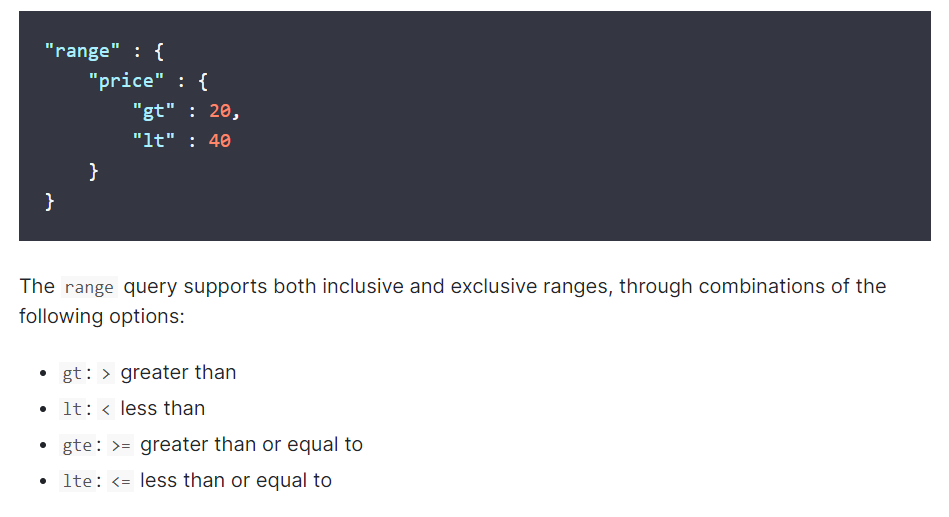 "range" : {
    "price" : {
        "gt" : 20,
        "lt" : 40
    }
}
The range query supports both inclusive and exclusive ranges, through combinations of the
following options:
• gt: > greater than
• lt: < less than
• gte: >= greater than or equal to
• lte: <= less than or equal to